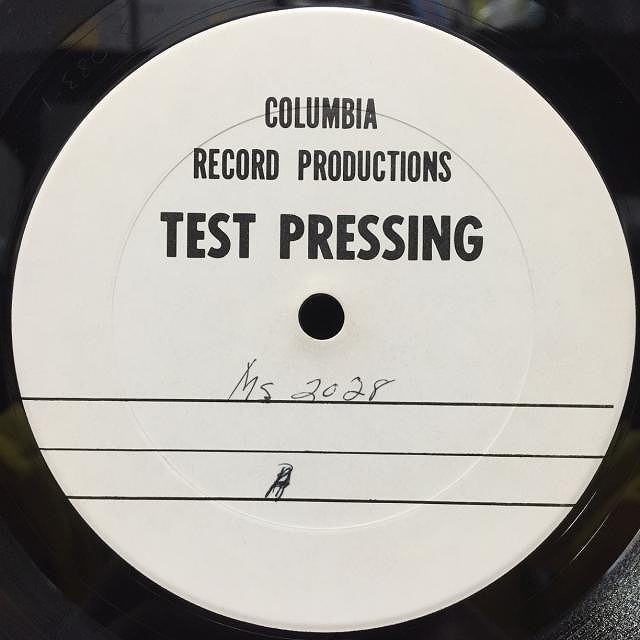 COLUMBIA
RECORD PRODUCTIONS
TEST PRESSING
Ms 2028
A